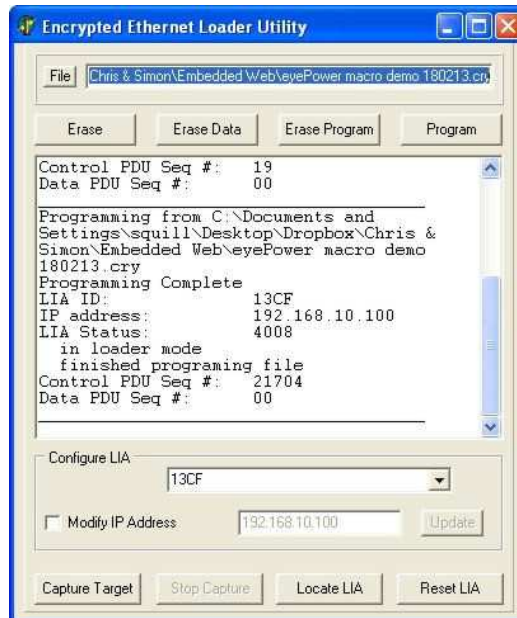 Encrypted Ethernet Loader Utility
File
Chris & Simon\Embedded Web\eyePower macro demo 180213.cry
Erase
Erase Data
Erase Program
Program
Control PDU Seq #: 19
Data PDU Seq #: 00
Programming from C:\Documents and
Settings\squill\Desktop\Dropbox\Chris &
Simon\Embedded Web\eyePower macro demo
180213.cry
Programming Complete
LIA ID: 13CF
IP address: 192.168.10.100
LIA Status: 4008
in loader mode
finished programing file
Control PDU Seq #: 21704
Data PDU Seq #: 00
Configure LIA
13CF
Modify IP Address
192.168.10.100
Update
Capture Target
Stop Capture
Locate LIA
Reset LIA